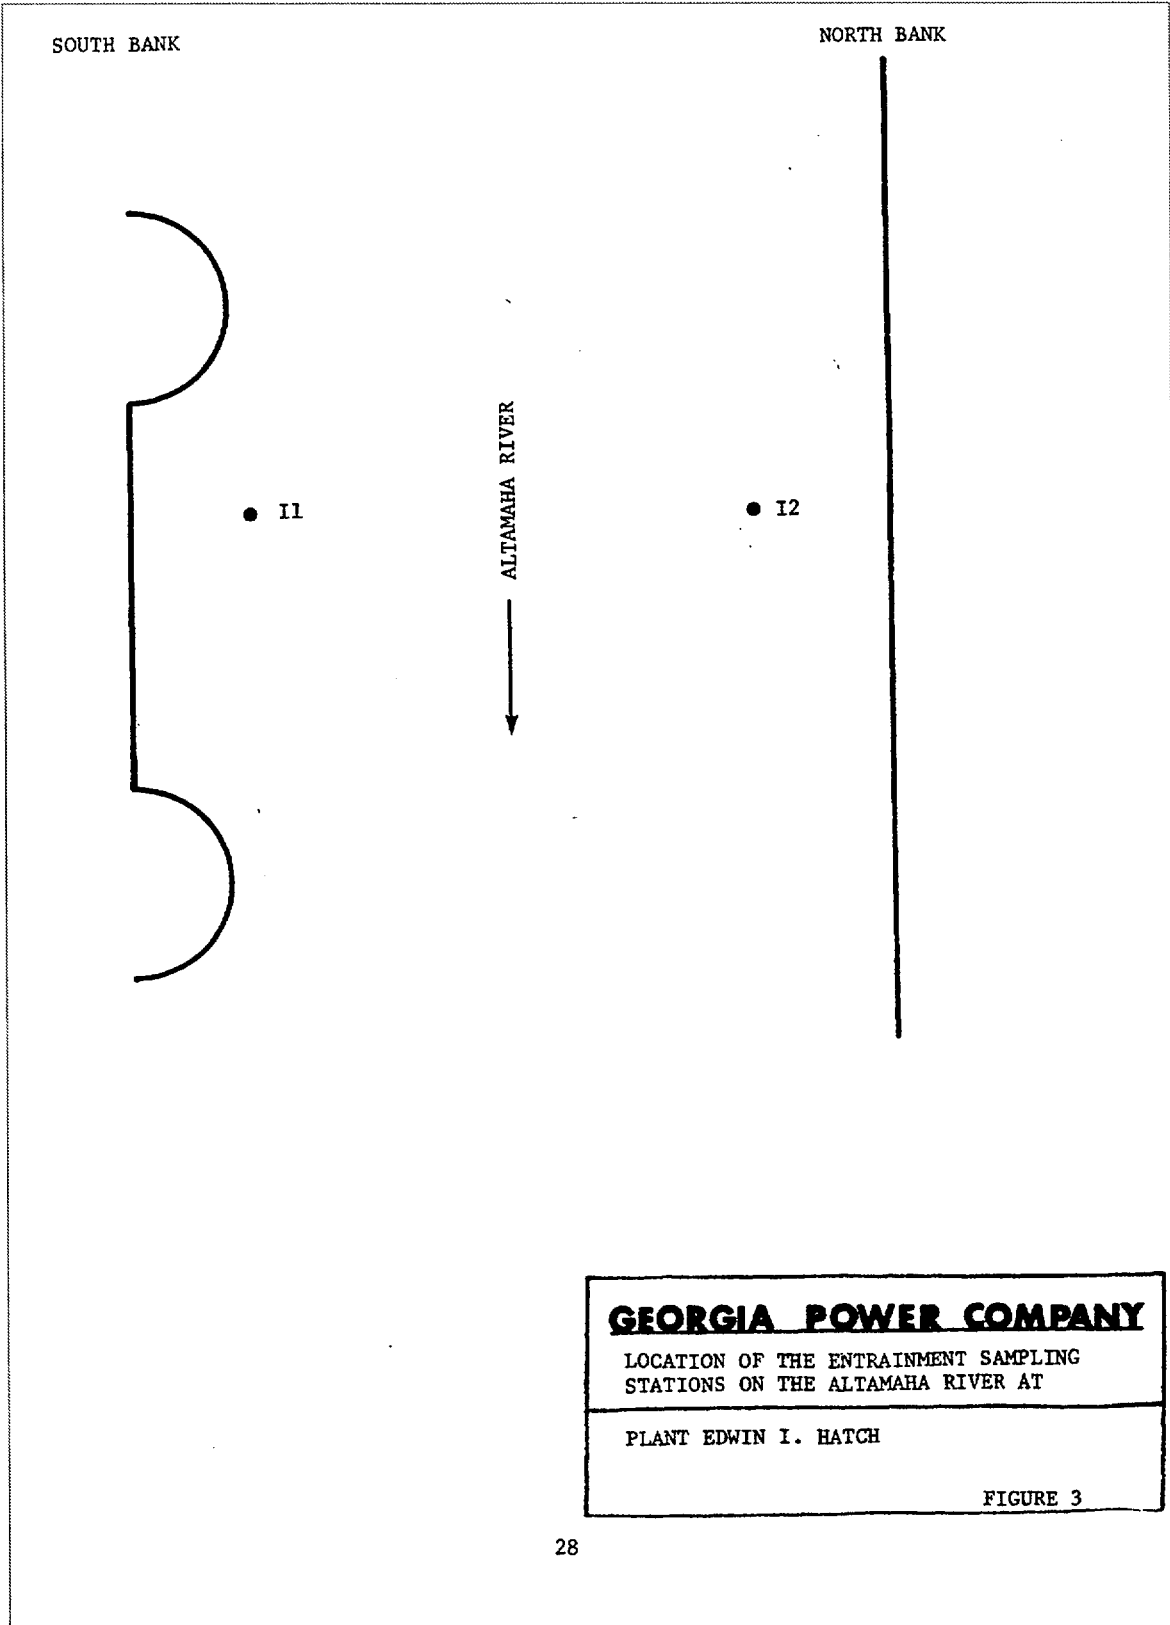 SOUTH BANK
NORTH BANK
I1
ALTAMAHA RIVER
I2
GEORGIA POWER COMPANY
LOCATION OF THE ENTRAINMENT SAMPLING
STATIONS ON THE ALTAMAHA RIVER AT
PLANT EDWIN I. HATCH
FIGURE 3
28